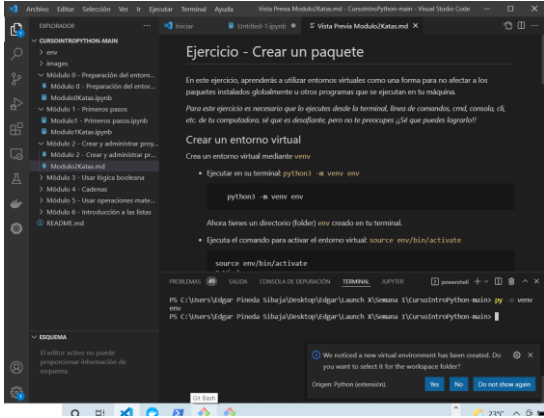 Archivo Editar Selección Ver Ir Ejecutar Terminal Ayuda
Vista Previa Modulo2Katas.md - CursoIntroPython-main - Visual Studio Code
EXPLORADOR
Iniciar
Untitled-1.ipynb
Vista Previa Modulo2Katas.md
CURSOINTROPYTHON-MAIN
env
images
Módulo 0 - Preparación del entorn...
Módulo 0 - Preparación del entor...
Modulo0Katas.ipynb
Módulo 1 - Primeros pasos
Modulo1 - Primeros pasos.ipynb
Modulo1Katas.ipynb
Módulo 2 - Crear y administrar proy...
Módulo 2 - Crear y administrar pr...
Modulo2Katas.md
Módulo 3 - Usar lógica booleana
Módulo 4 - Cadenas
Módulo 5 - Usar operaciones mate...
Módulo 6 - Introducción a las listas
README.md
ESQUEMA
El editor activo no puede
proporcionar información de
esquema.
Ejercicio - Crear un paquete
En este ejercicio, aprenderás a utilizar entornos virtuales como una forma para no afectar a los
paquetes instalados globalmente u otros programas que se ejecutan en tu máquina.
Para este ejercicio es necesario que lo ejecutes desde la terminal, línea de comandos, cmd, consola, cli,
etc. de tu computadora, sé que es desafiante, pero no te preocupes ¡¡Sé que puedes lograrlo!!
Crear un entorno virtual
Crea un entorno virtual mediante venv
• Ejecutar en su terminal: python3 -m venv env
python3 -m venv env
Ahora tienes un directorio (folder) env creado en tu terminal.
• Ejecuta el comando para activar el entorno virtual: source env/bin/activate
source env/bin/activate
PROBLEMAS 49 SALIDA CONSOLA DE DEPURACIÓN TERMINAL JUPYTER
powershell
PS C:\Users\Edgar Pineda Sibaja\Desktop\Edgar\Launch X\Semana 1\CursoIntroPython-main> py -m venv
env
PS C:\Users\Edgar Pineda Sibaja\Desktop\Edgar\Launch X\Semana 1\CursoIntroPython-main>
We noticed a new virtual environment has been created. Do
you want to select it for the workspace folder?
Origen: Python (extensión).
Yes
No
Do not show again
Git Bash
23°C